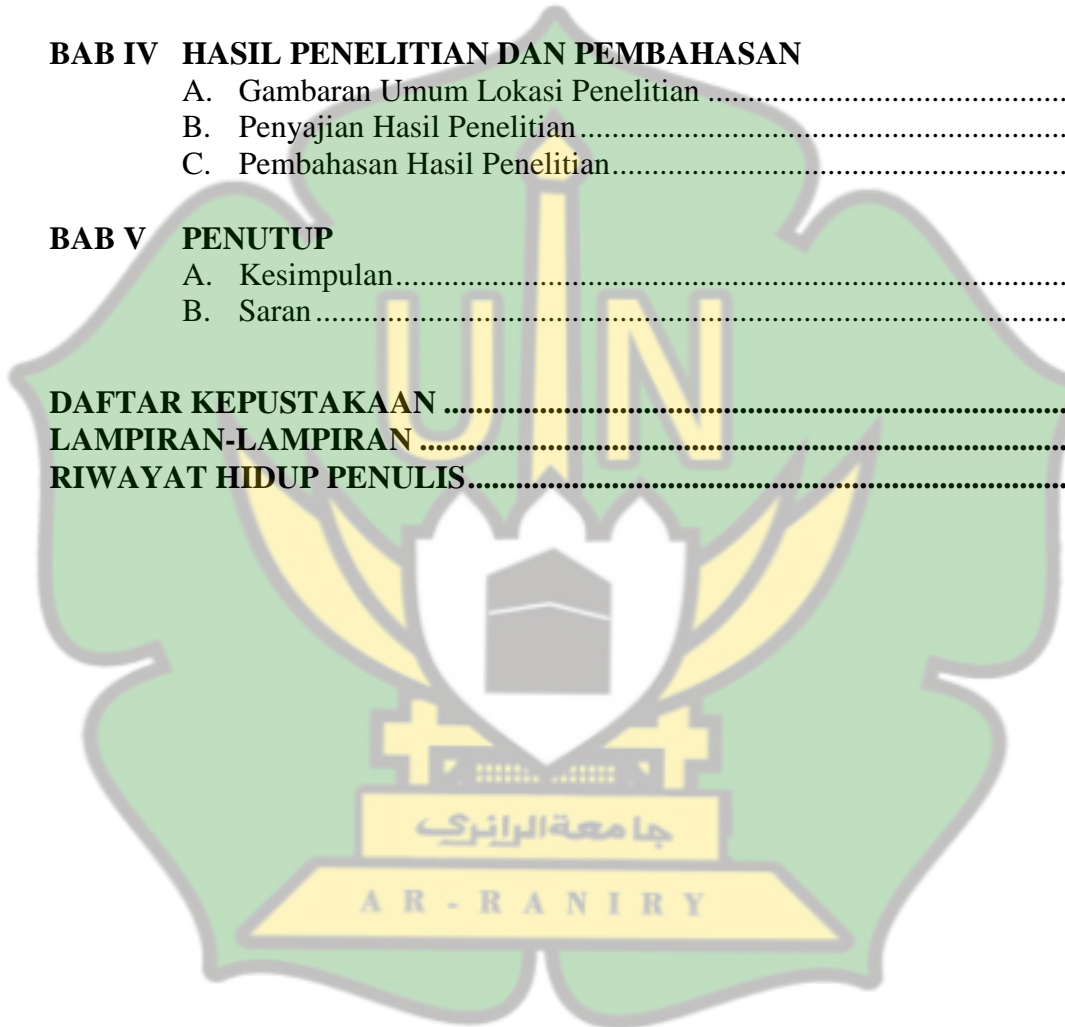 BAB IV HASIL PENELITIAN DAN PEMBAHASAN
A. Gambaran Umum Lokasi Penelitian ................................................
B. Penyajian Hasil Penelitian ................................................
C. Pembahasan Hasil Penelitian ................................................
BAB V PENUTUP
A. Kesimpulan ................................................
B. Saran ................................................
DAFTAR KEPUSTAKAAN ................................................
LAMPIRAN-LAMPIRAN ................................................
RIWAYAT HIDUP PENULIS ................................................
UIN
جامعة الرانري
AR-RANIRY